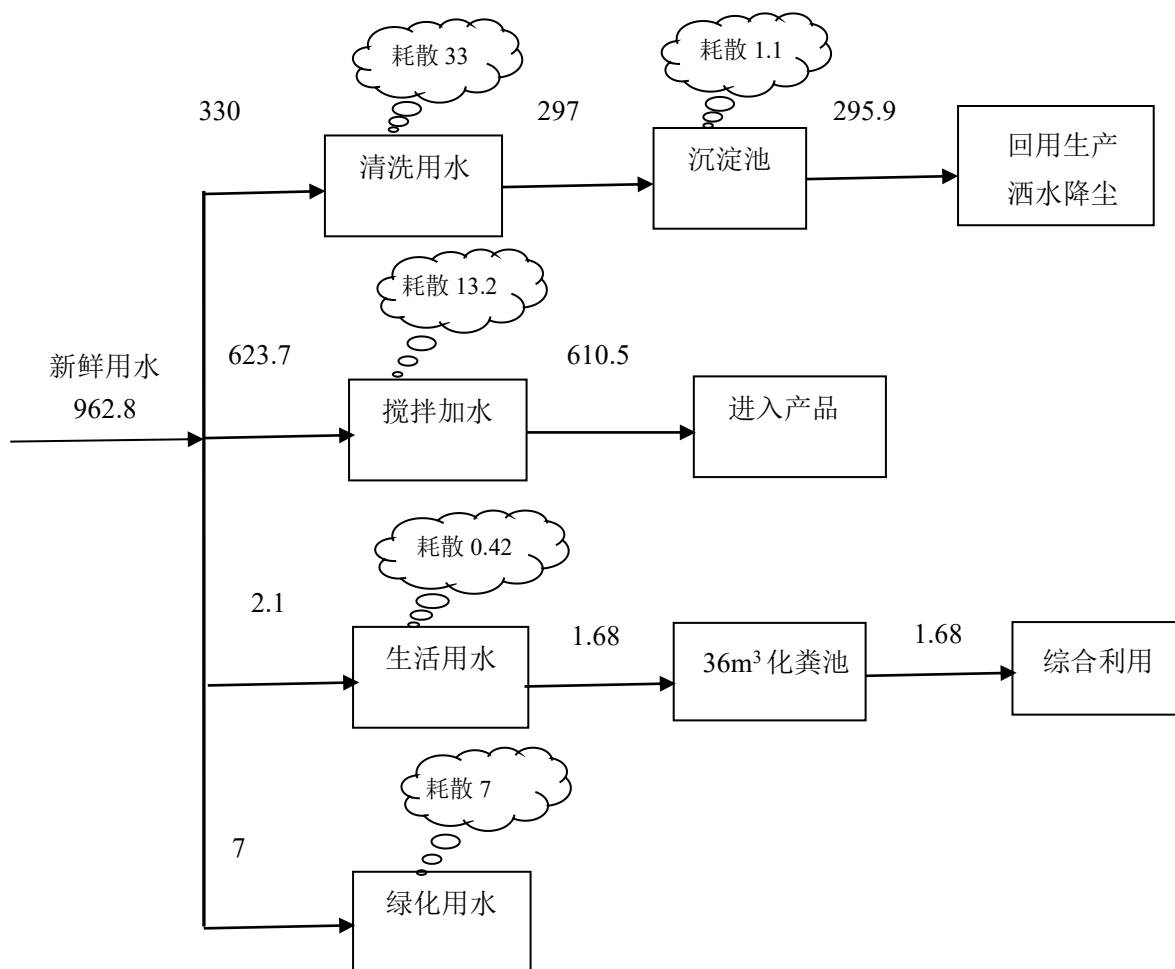 耗散 33
耗散 1.1
330
297
295.9
清洗用水
沉淀池
回用生产
洒水降尘
耗散 13.2
新鲜用水
962.8
623.7
610.5
搅拌加水
进入产品
耗散 0.42
2.1
1.68
1.68
生活用水
36m³化粪池
综合利用
耗散 7
7
绿化用水